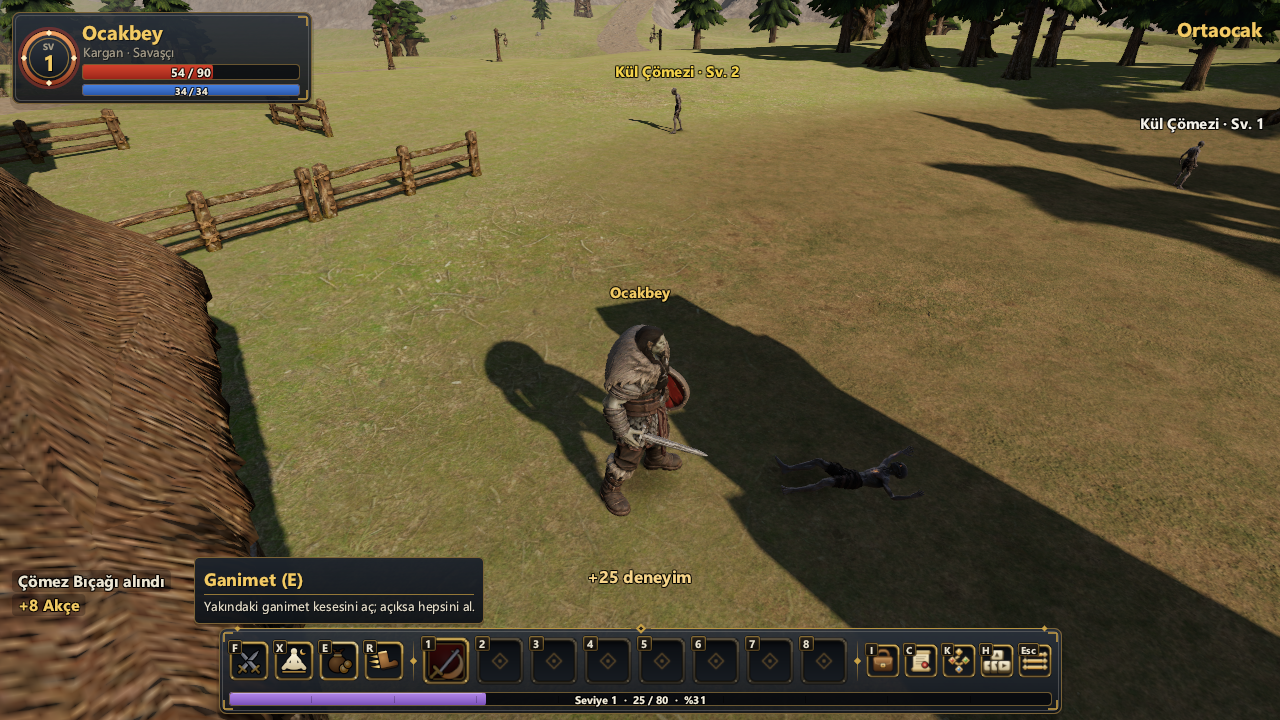 SV
1
Ocakbey
Kargan · Savaşçı
54 / 90
34 / 34
Ortaocak
Kül Çömezi · Sv. 2
Kül Çömezi · Sv. 1
Ocakbey
Çömez Bıçağı alındı
+8 Akçe
Ganimet (E)
Yakındaki ganimet kesesini aç; açıksa hepsini al.
+25 deneyim
F X E R 1 2 3 4 5 6 7 8 I C K H Esc
Seviye 1 · 25 / 80 · %31